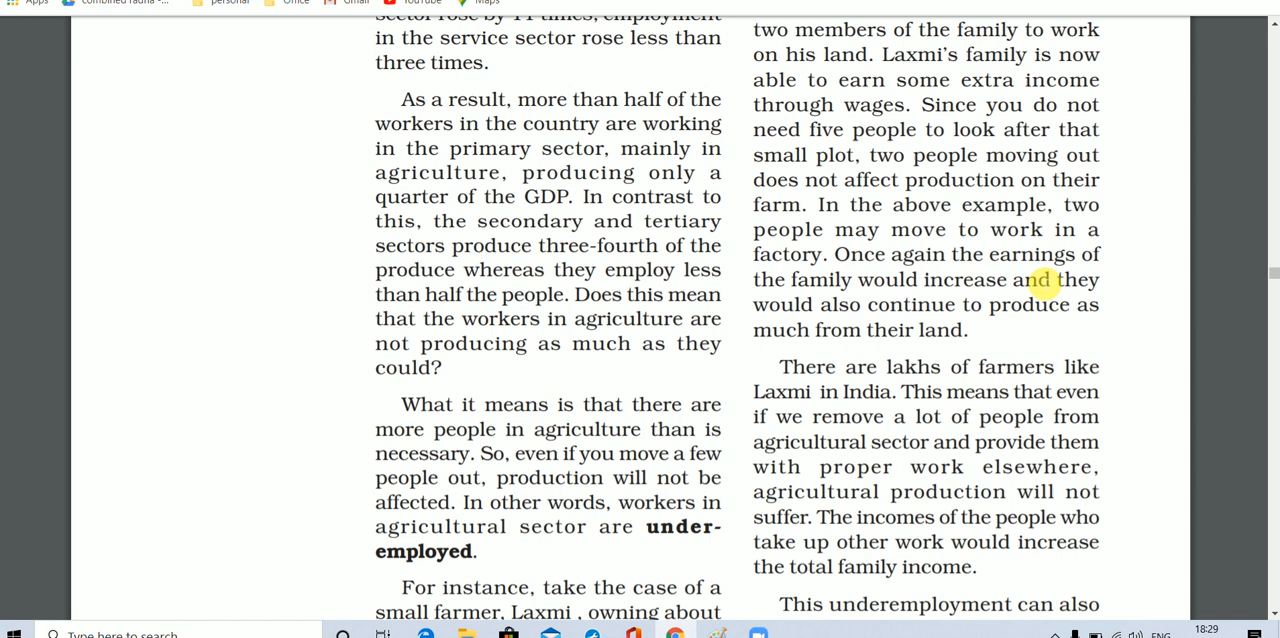 Apps
personal
Office
Gmail
YouTube
Maps
sector rose by 11 times, employment
in the service sector rose less than
three times.
As a result, more than half of the
workers in the country are working
in the primary sector, mainly in
agriculture, producing only a
quarter of the GDP. In contrast to
this, the secondary and tertiary
sectors produce three-fourth of the
produce whereas they employ less
than half the people. Does this mean
that the workers in agriculture are
not producing as much as they
could?
What it means is that there are
more people in agriculture than is
necessary. So, even if you move a few
people out, production will not be
affected. In other words, workers in
agricultural sector are under-
employed.
For instance, take the case of a
small farmer, Laxmi , owning about
two members of the family to work
on his land. Laxmi's family is now
able to earn some extra income
through wages. Since you do not
need five people to look after that
small plot, two people moving out
does not affect production on their
farm. In the above example, two
people may move to work in a
factory. Once again the earnings of
the family would increase and they
would also continue to produce as
much from their land.
There are lakhs of farmers like
Laxmi in India. This means that even
if we remove a lot of people from
agricultural sector and provide them
with proper work elsewhere,
agricultural production will not
suffer. The incomes of the people who
take up other work would increase
the total family income.
This underemployment can also
Type here to search
ENG
18:29